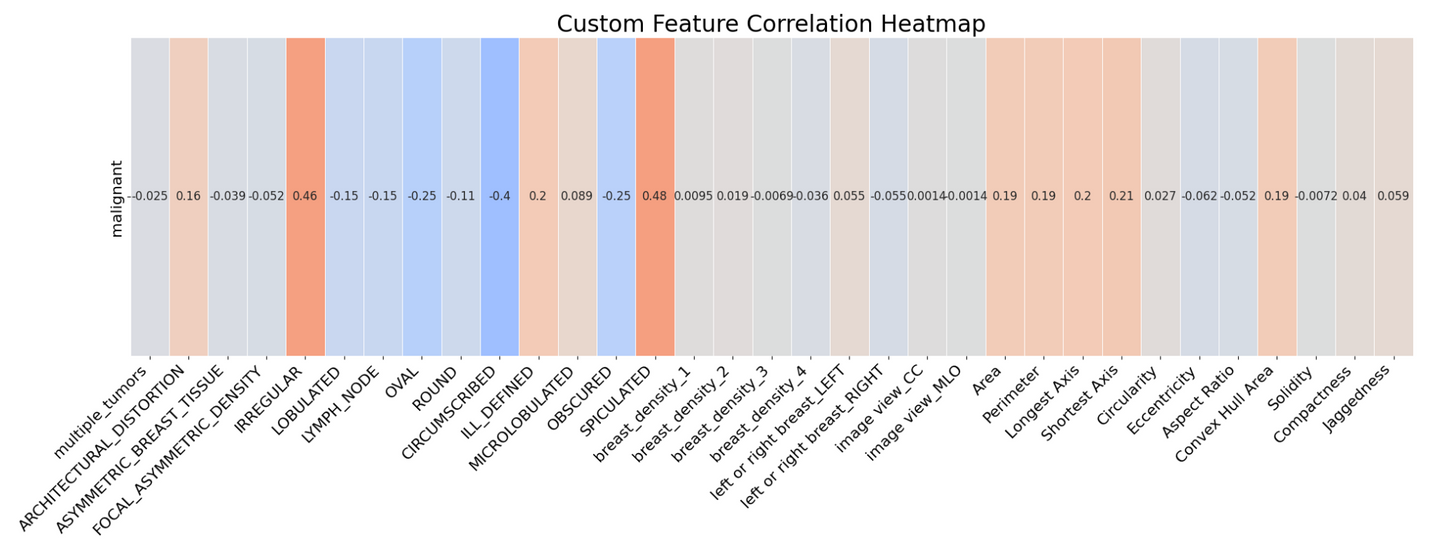 Custom Feature Correlation Heatmap
malignant
-0.025 0.16 -0.039 -0.052 0.46 -0.15 -0.15 -0.25 -0.11 -0.4 0.2 0.089 -0.25 0.48 0.0095 0.019 -0.0069 -0.036 0.055 -0.055 0.0014 -0.0014 0.19 0.19 0.2 0.21 0.027 -0.062 -0.052 0.19 -0.0072 0.04 0.059
multiple_tumors
ARCHITECTURAL_DISTORTION
ASYMMETRIC_BREAST_TISSUE
FOCAL_ASYMMETRIC_DENSITY
IRREGULAR
LOBULATED
LYMPH_NODE
OVAL
ROUND
CIRCUMSCRIBED
ILL_DEFINED
MICROLOBULATED
OBSCURED
SPICULATED
breast_density_1
breast_density_2
breast_density_3
breast_density_4
left or right breast_LEFT
left or right breast_RIGHT
image view_CC
image view_MLO
Area
Perimeter
Longest Axis
Shortest Axis
Circularity
Eccentricity
Aspect Ratio
Convex Hull Area
Solidity
Compactness
Jaggedness